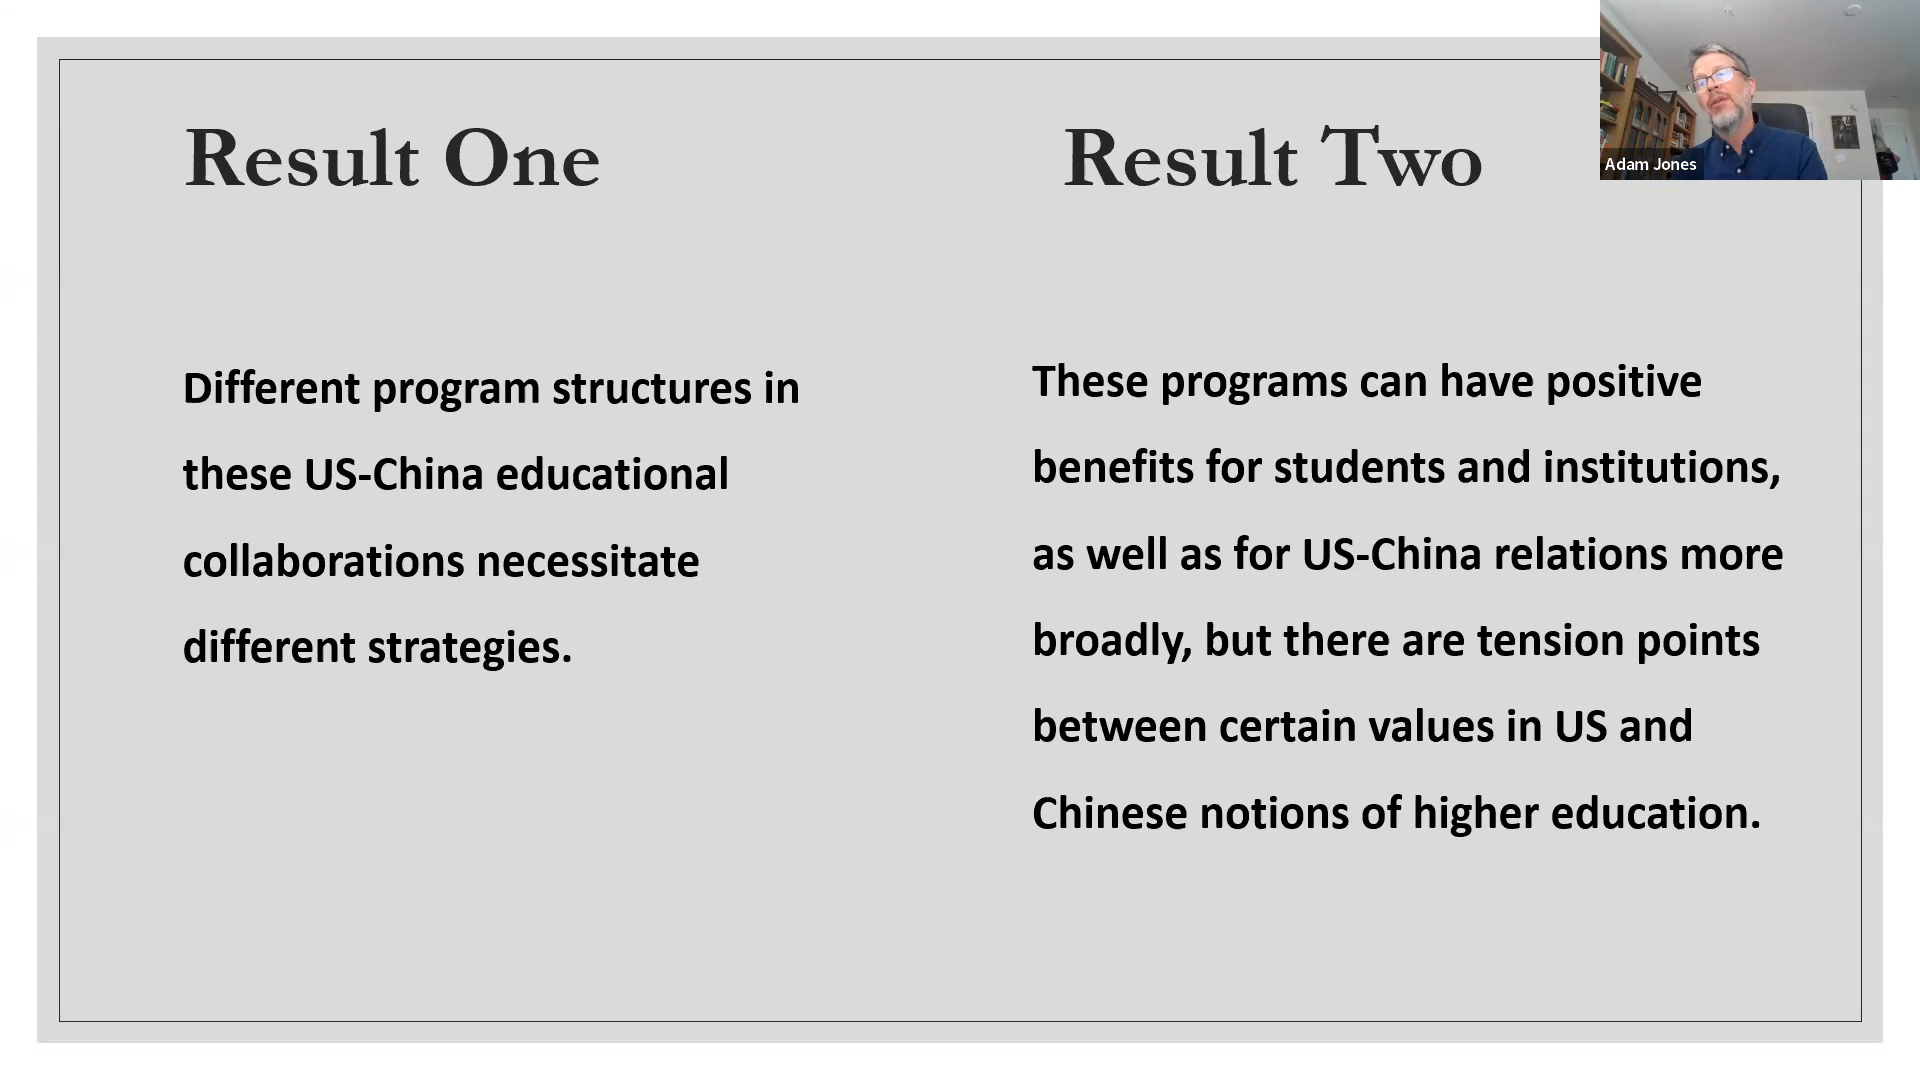 Result One
Different program structures in
these US-China educational
collaborations necessitate
different strategies.
Result Two
These programs can have positive
benefits for students and institutions,
as well as for US-China relations more
broadly, but there are tension points
between certain values in US and
Chinese notions of higher education.
Adam Jones